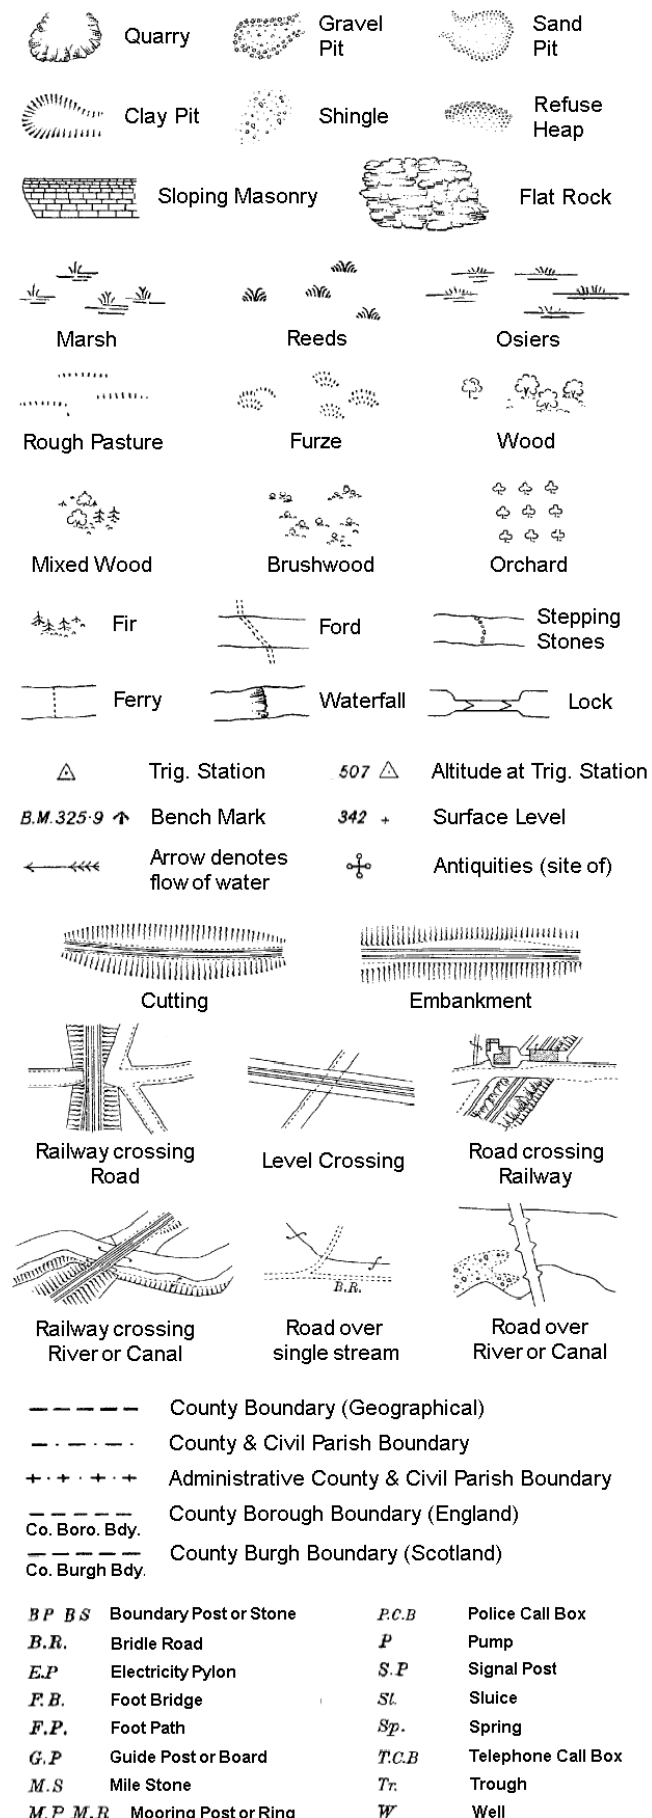 Quarry
Gravel
Pit
Sand
Pit
Clay Pit
Shingle
Refuse
Heap
Sloping Masonry
Flat Rock
Marsh
Reeds
Osiers
Rough Pasture
Furze
Wood
Mixed Wood
Brushwood
Orchard
Fir
Ford
Stepping
Stones
Ferry
Waterfall
Lock
Trig. Station
507
Altitude at Trig. Station
B.M.325·9
Bench Mark
342
Surface Level
Arrow denotes
flow of water
Antiquities (site of)
Cutting
Embankment
Railway crossing
Road
Level Crossing
Road crossing
Railway
Railway crossing
River or Canal
B.R.
Road over
single stream
Road over
River or Canal
County Boundary (Geographical)
County & Civil Parish Boundary
Administrative County & Civil Parish Boundary
County Borough Boundary (England)
Co. Boro. Bdy.
County Burgh Boundary (Scotland)
Co. Burgh Bdy.
B P B S Boundary Post or Stone
B.R. Bridle Road
E.P Electricity Pylon
F.B. Foot Bridge
F.P. Foot Path
G.P Guide Post or Board
M.S Mile Stone
M.P M.R Mooring Post or Ring
P.C.B Police Call Box
P Pump
S.P Signal Post
Sl. Sluice
Sp. Spring
T.C.B Telephone Call Box
Tr. Trough
W Well